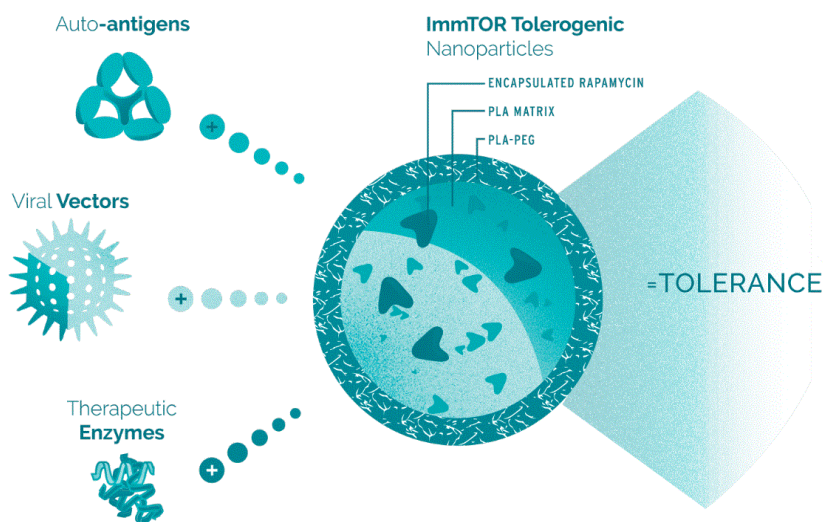 Auto-antigens
+
Viral Vectors
+
Therapeutic
Enzymes
+
ImmTOR Tolerogenic
Nanoparticles
ENCAPSULATED RAPAMYCIN
PLA MATRIX
PLA-PEG
=TOLERANCE